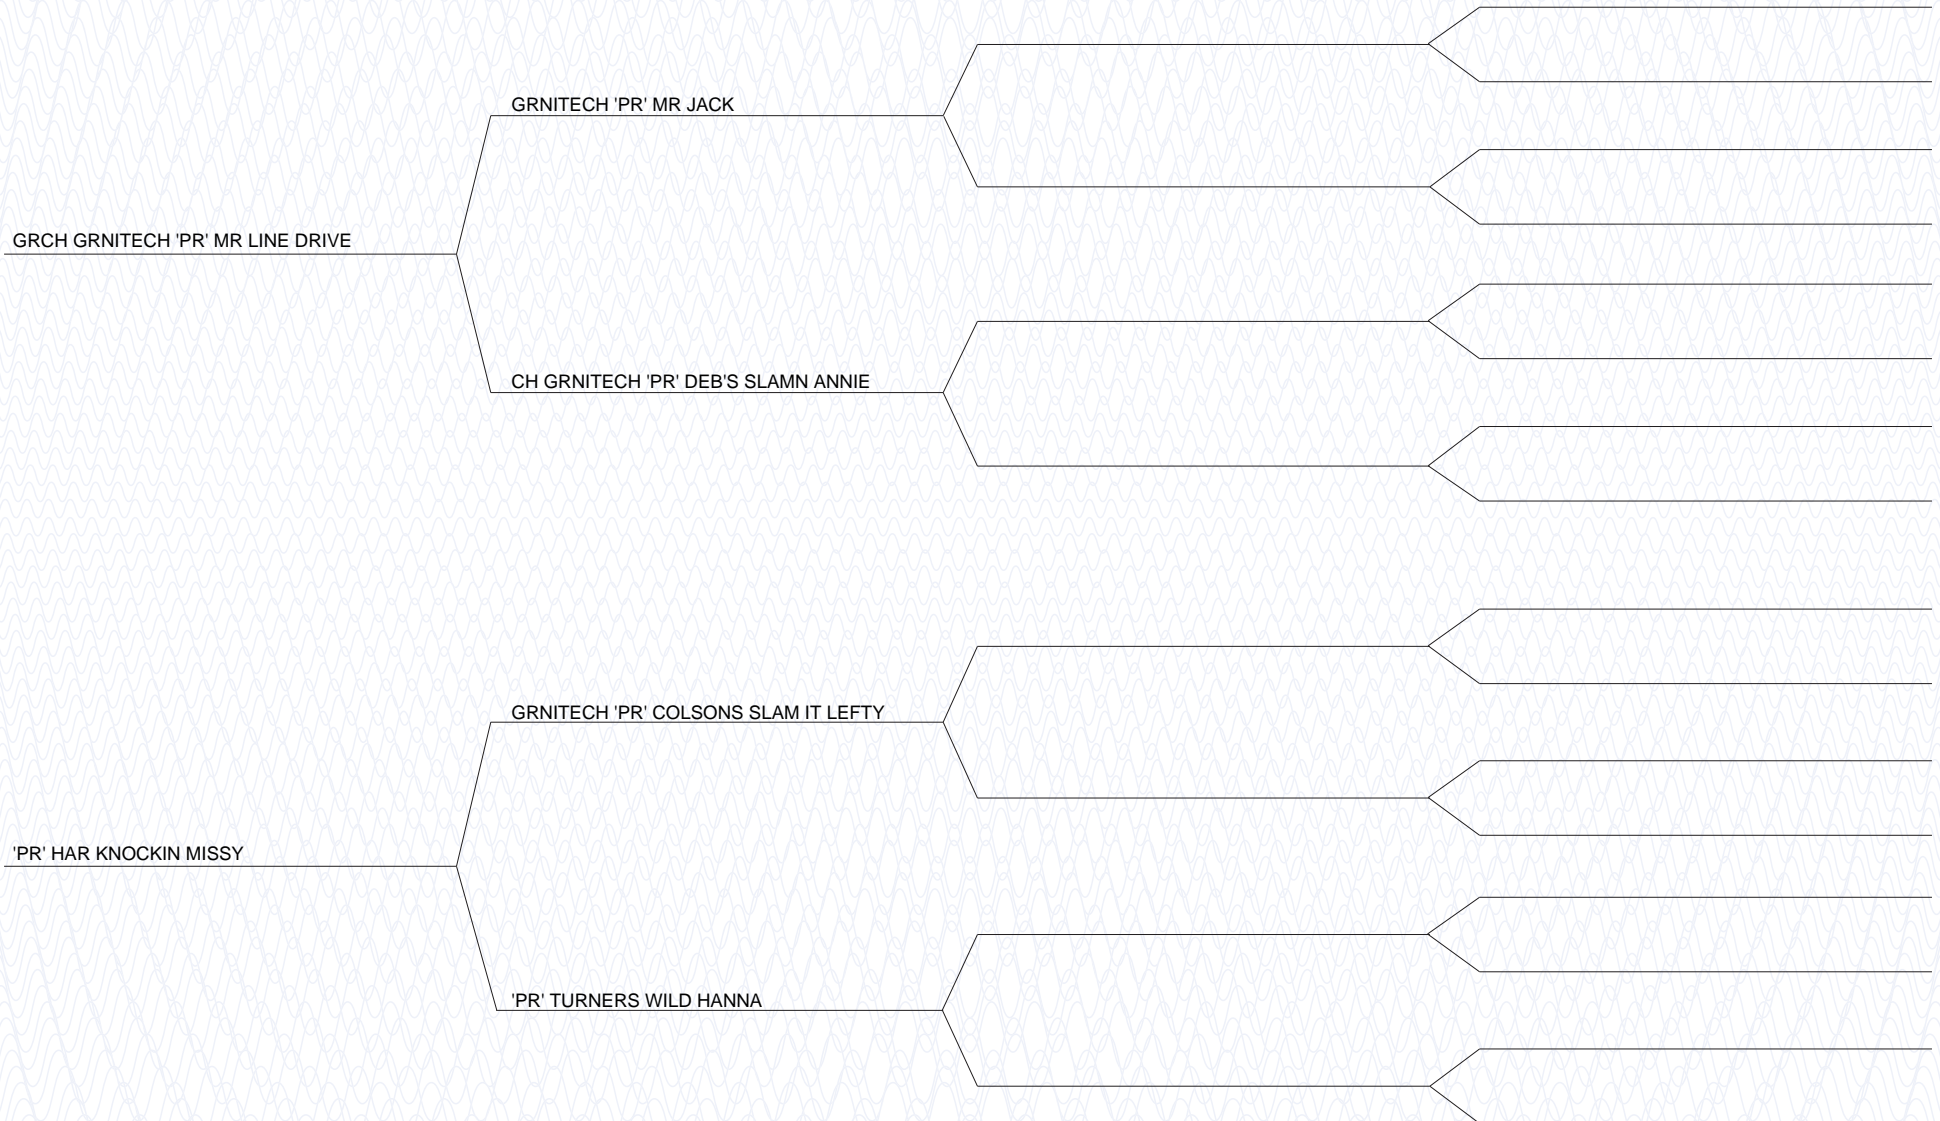 GRNITECH 'PR' MR JACK
GRCH GRNITECH 'PR' MR LINE DRIVE
CH GRNITECH 'PR' DEB'S SLAMN ANNIE
GRNITECH 'PR' COLSONS SLAM IT LEFTY
'PR' HAR KNOCKIN MISSY
'PR' TURNERS WILD HANNA